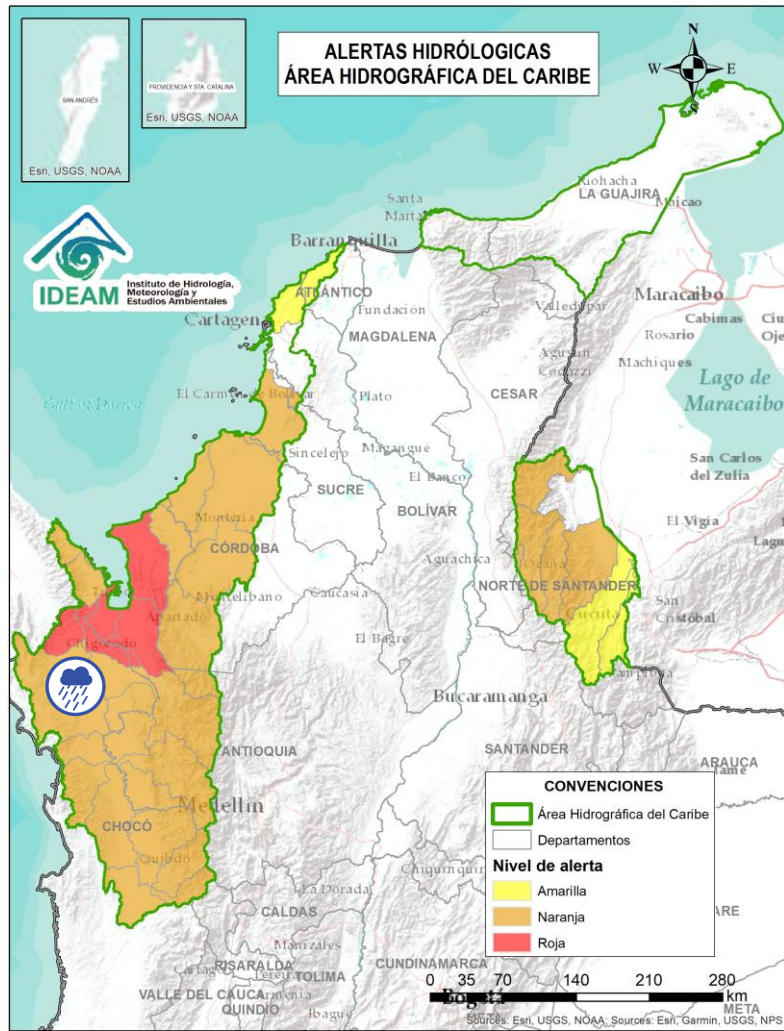 ALERTAS HIDRÓLOGICAS
ÁREA HIDROGRÁFICA DEL CARIBE
N
W
E
S
SAN ANDRÉS
Esri, USGS, NOAA
PROVIDENCIA Y STA. CATALINA
Esri, USGS, NOAA
IDEAM
Instituto de Hidrología,
Meteorología y
Estudios Ambientales
Riohacha
LA GUAJIRA
Maicao
Santa
Marta
Barranquilla
ATLÁNTICO
Cartagena
Fundación
MAGDALENA
Valledupar
Maracaibo
Cabimas
Rosario
Machiques
Agustín
Codazzi
CESAR
Lago de
Maracaibo
El Carmen de Bolívar
Plato
Sincelejo
Magangue
SUCRE
El Banco
BOLÍVAR
San Carlos
del Zulia
El Vigía
Montería
CÓRDOBA
Aguachica
Ocaña
NORTE DE SANTANDER
Cúcuta
San
Cristóbal
Montelíbano
Caucasia
Apartadó
El Bagre
Chigorodó
Pamplona
Bucaramanga
SANTANDER
ARAUCA
ANTIOQUIA
Medellín
CHOCÓ
Quibdó
La Dorada
CALDAS
Manizales
RISARALDA
Pereira
TOLIMA
CUNDINAMARCA
VALLE DEL CAUCA
Armenia
QUINDÍO
Ibagué
Bogotá
META
META
CONVENCIONES
Área Hidrográfica del Caribe
Departamentos
Nivel de alerta
Amarilla
Naranja
Roja
0 35 70 140 210 280
km
Sources: Esri, USGS, NOAA; Sources: Esri, Garmin, USGS, NPS